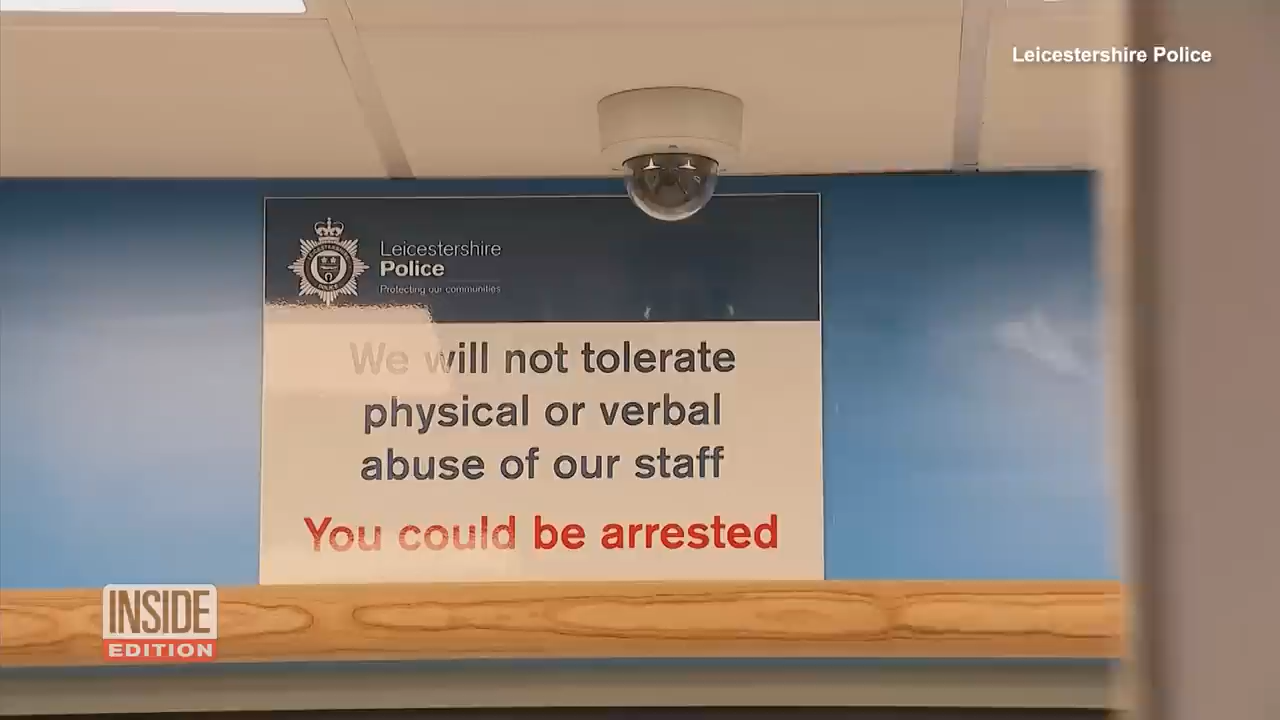 Leicestershire Police
Leicestershire
Police
Protecting our communities
We will not tolerate
physical or verbal
abuse of our staff
You could be arrested
INSIDE
EDITION